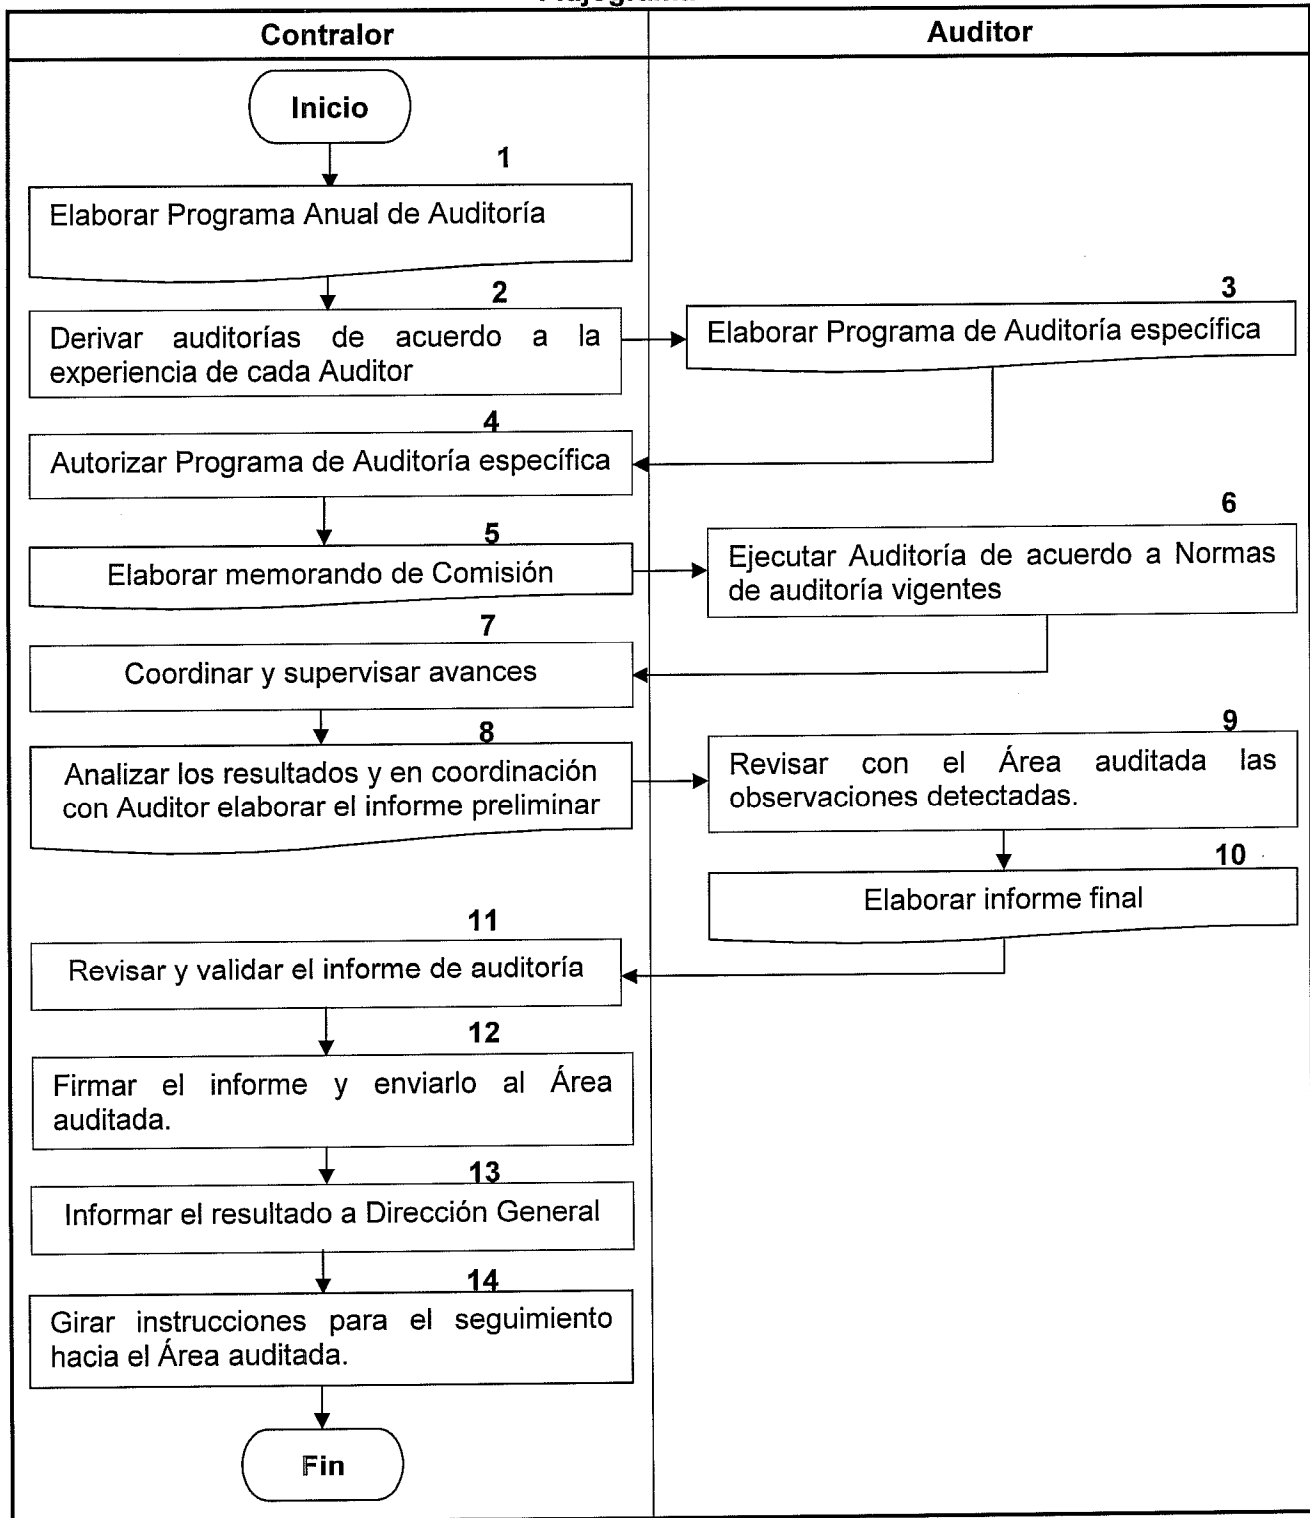 Contralor
Auditor
Inicio
1
Elaborar Programa Anual de Auditoría
2
Derivar auditorías de acuerdo a la
experiencia de cada Auditor
3
Elaborar Programa de Auditoría específica
4
Autorizar Programa de Auditoría específica
5
Elaborar memorando de Comisión
6
Ejecutar Auditoría de acuerdo a Normas
de auditoría vigentes
7
Coordinar y supervisar avances
8
Analizar los resultados y en coordinación
con Auditor elaborar el informe preliminar
9
Revisar con el Área auditada las
observaciones detectadas.
10
Elaborar informe final
11
Revisar y validar el informe de auditoría
12
Firmar el informe y enviarlo al Área
auditada.
13
Informar el resultado a Dirección General
14
Girar instrucciones para el seguimiento
hacia el Área auditada.
Fin